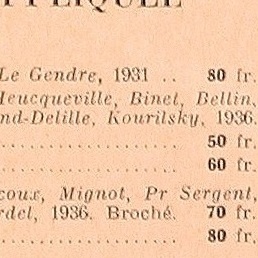 PPLIQUÉE
Le Gendre, 1931 .. 80 fr.
Heucqueville, Binet, Bellin,
nd-Delille, Kourilsky, 1936.
.................... 50 fr.
.................... 60 fr.
coux, Mignot, Pr Sergent,
rdel, 1936. Broché. 70 fr.
.................... 80 fr.